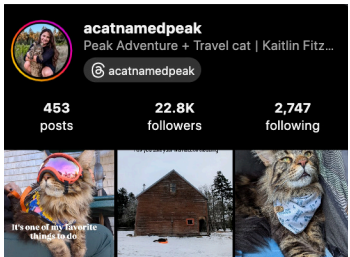 acatnamedpeak
Peak Adventure + Travel cat | Kaitlin Fitz...
acatnamedpeak
453
22.8K
2,747
posts
followers
following
It's one of my favorite
things to do